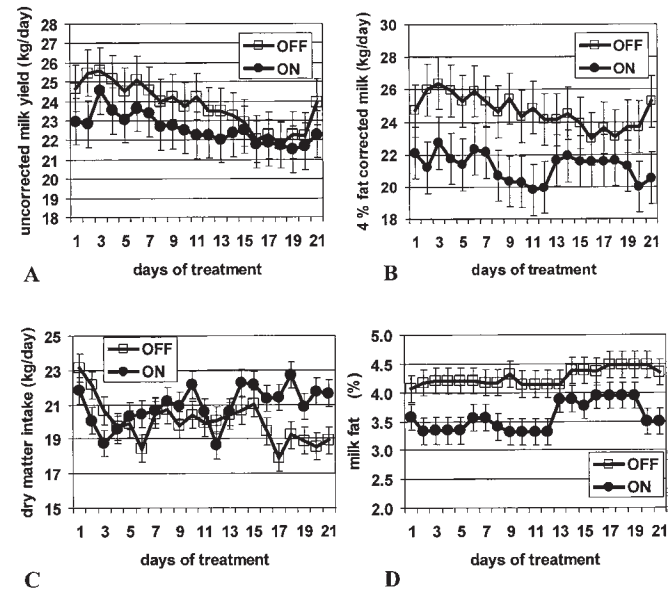 uncorrected milk yield (kg/day)
28
27
26
25
24
23
22
21
20
19
18
OFF
ON
1 3 5 7 9 11 13 15 17 19 21
days of treatment
A
4 % fat corrected milk (kg/day)
30
28
26
24
22
20
18
OFF
ON
1 3 5 7 9 11 13 15 17 19 21
days of treatment
B
dry matter intake (kg/day)
25
23
21
19
17
15
OFF
ON
1 3 5 7 9 11 13 15 17 19 21
days of treatment
C
milk fat (%)
5.0
4.5
4.0
3.5
3.0
2.5
2.0
OFF
ON
1 3 5 7 9 11 13 15 17 19 21
days of treatment
D